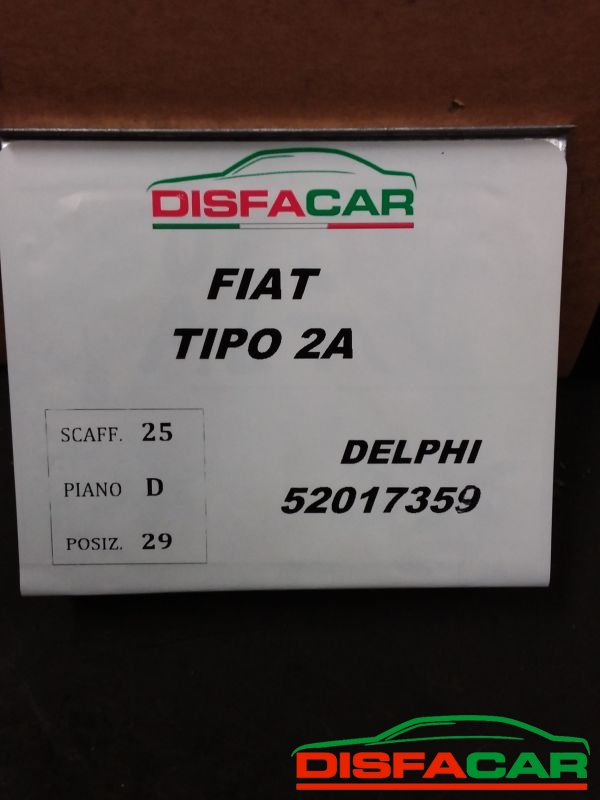 DISFACAR
FIAT
TIPO 2A
SCAFF. 25
PIANO D
POSIZ. 29
DELPHI
52017359
DISFACAR